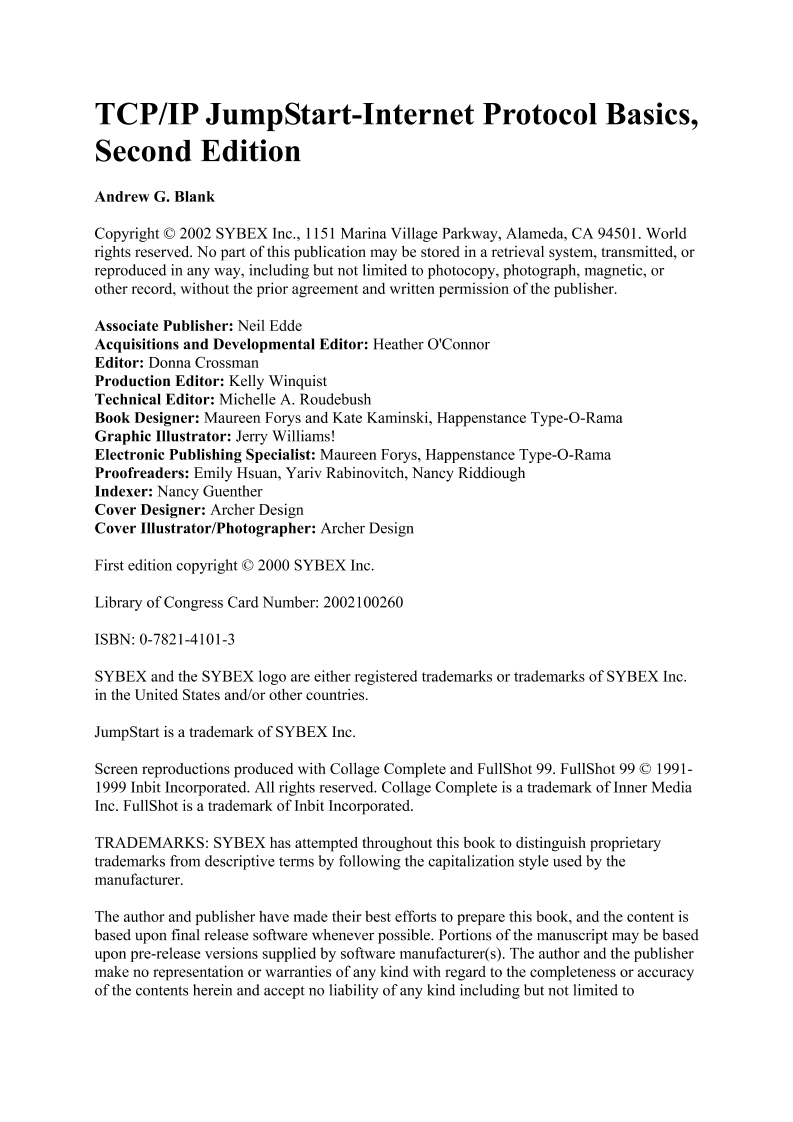 TCP/IP JumpStart-Internet Protocol Basics,
Second Edition
Andrew G. Blank
Copyright © 2002 SYBEX Inc., 1151 Marina Village Parkway, Alameda, CA 94501. World
rights reserved. No part of this publication may be stored in a retrieval system, transmitted, or
reproduced in any way, including but not limited to photocopy, photograph, magnetic, or
other record, without the prior agreement and written permission of the publisher.
Associate Publisher: Neil Edde
Acquisitions and Developmental Editor: Heather O'Connor
Editor: Donna Crossman
Production Editor: Kelly Winquist
Technical Editor: Michelle A. Roudebush
Book Designer: Maureen Forys and Kate Kaminski, Happenstance Type-O-Rama
Graphic Illustrator: Jerry Williams!
Electronic Publishing Specialist: Maureen Forys, Happenstance Type-O-Rama
Proofreaders: Emily Hsuan, Yariv Rabinovitch, Nancy Riddiough
Indexer: Nancy Guenther
Cover Designer: Archer Design
Cover Illustrator/Photographer: Archer Design
First edition copyright © 2000 SYBEX Inc.
Library of Congress Card Number: 2002100260
ISBN: 0-7821-4101-3
SYBEX and the SYBEX logo are either registered trademarks or trademarks of SYBEX Inc.
in the United States and/or other countries.
JumpStart is a trademark of SYBEX Inc.
Screen reproductions produced with Collage Complete and FullShot 99. FullShot 99 © 1991-
1999 Inbit Incorporated. All rights reserved. Collage Complete is a trademark of Inner Media
Inc. FullShot is a trademark of Inbit Incorporated.
TRADEMARKS: SYBEX has attempted throughout this book to distinguish proprietary
trademarks from descriptive terms by following the capitalization style used by the
manufacturer.
The author and publisher have made their best efforts to prepare this book, and the content is
based upon final release software whenever possible. Portions of the manuscript may be based
upon pre-release versions supplied by software manufacturer(s). The author and the publisher
make no representation or warranties of any kind with regard to the completeness or accuracy
of the contents herein and accept no liability of any kind including but not limited to